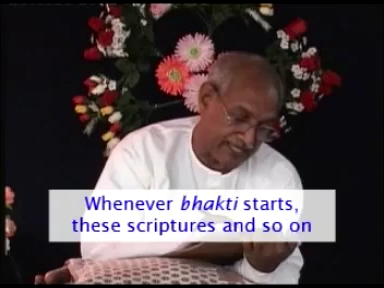 Whenever bhakti starts,
these scriptures and so on